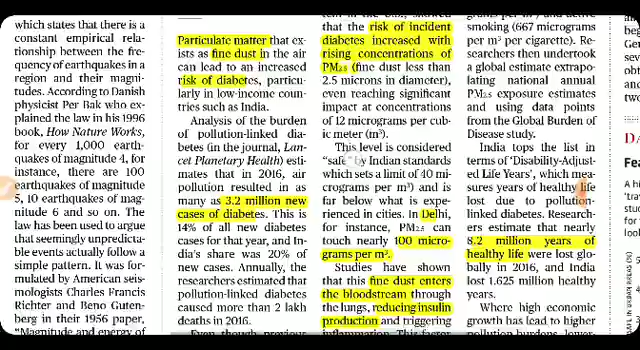 which states that there is a
constant empirical rela-
tionship between the fre-
quency of earthquakes in a
region and their magni-
tudes. According to Danish
physicist Per Bak who ex-
plained the law in his 1996
book, How Nature Works,
for every 1,000 earth-
quakes of magnitude 4, for
instance, there are 100
earthquakes of magnitude
5, 10 earthquakes of mag-
nitude 6 and so on. The
law has been used to argue
that seemingly unpredicta-
ble events actually follow a
simple pattern. It was for-
mulated by American seis-
mologists Charles Francis
Richter and Beno Guten-
berg in their 1956 paper,
"Magnitude and energy of
Particulate matter that ex-
ists as fine dust in the air
can lead to an increased
risk of diabetes, particu-
larly in low-income coun-
tries such as India.
Analysis of the burden
of pollution-linked dia-
betes (in the journal, Lan-
cet Planetary Health) esti-
mates that in 2016, air
pollution resulted in as
many as 3.2 million new
cases of diabetes. This is
14% of all new diabetes
cases for that year, and In-
dia's share was 20% of
new cases. Annually, the
researchers estimated that
pollution-linked diabetes
caused more than 2 lakh
deaths in 2016.
Even though previous
that the risk of incident
diabetes increased with
rising concentrations of
PM2.5 (fine dust less than
2.5 microns in diameter),
even reaching significant
impact at concentrations
of 12 micrograms per cub-
ic meter (m³).
This level is considered
"safe" by Indian standards
which sets a limit of 40 mi-
crograms per m³) and is
far below what is expe-
rienced in cities. In Delhi,
for instance, PM2.5 can
touch nearly 100 micro-
grams per m³.
Studies have shown
that this fine dust enters
the bloodstream through
the lungs, reducing insulin
production and triggering
inflammation. This factor
smoking (667 micrograms
per m³ per cigarette). Re-
searchers then undertook
a global estimate extrapo-
lating national annual
PM2.5 exposure estimates
and using data points
from the Global Burden of
Disease study.
India tops the list in
terms of 'Disability-Adjust-
ed Life Years', which mea-
sures years of healthy life
lost due to pollution-
linked diabetes. Research-
ers estimate that nearly
8.2 million years of
healthy life were lost glo-
bally in 2016, and India
lost 1.625 million healthy
years.
Where high economic
growth has lead to higher
pollution burdens, lower